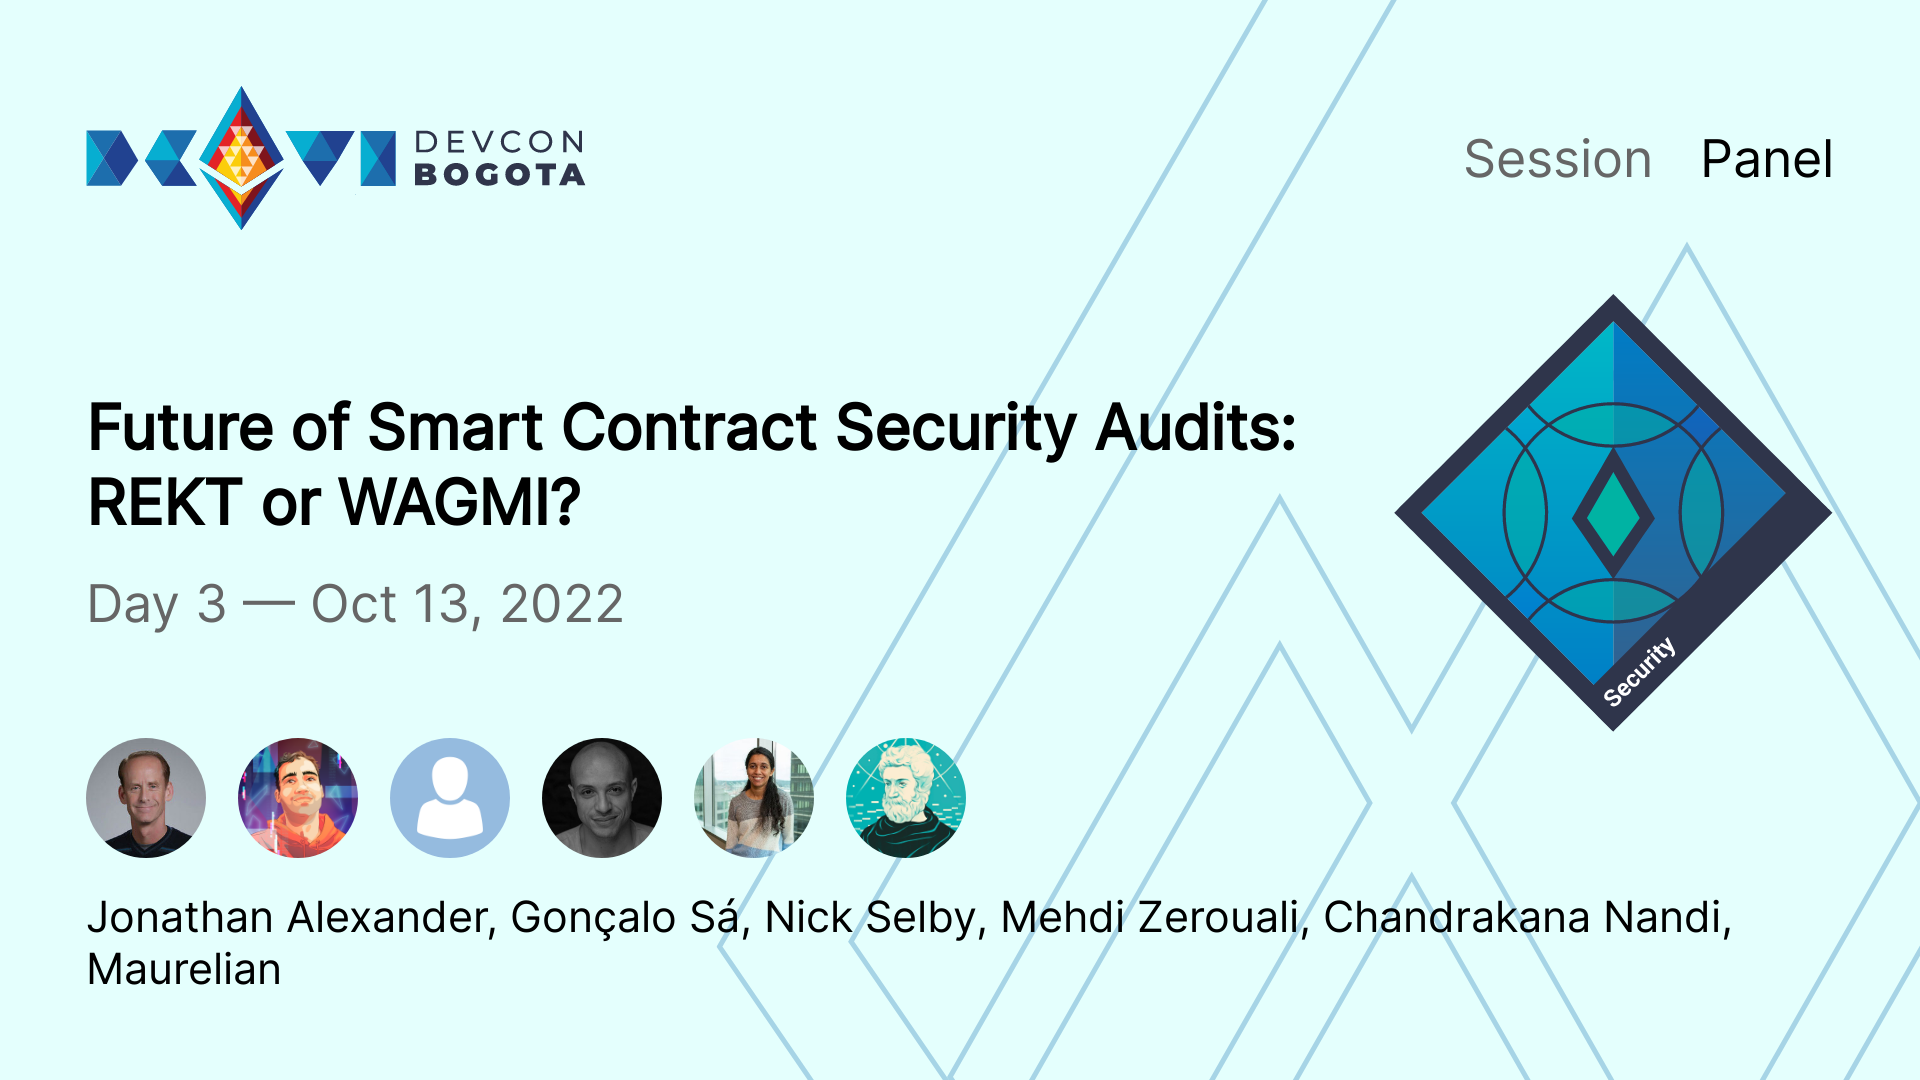 DEVCON
BOGOTA
Session Panel
Future of Smart Contract Security Audits:
REKT or WAGMI?
Day 3 — Oct 13, 2022
Security
Jonathan Alexander, Gonçalo Sá, Nick Selby, Mehdi Zerouali, Chandrakana Nandi,
Maurelian